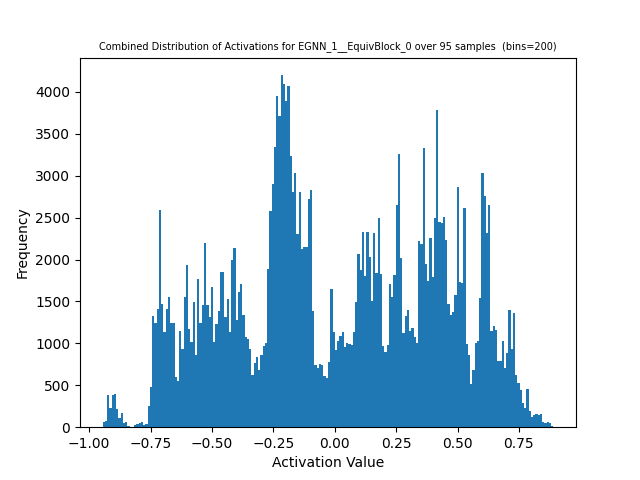 Combined Distribution of Activations for EGNN_1__EquivBlock_0 over 95 samples  (bins=200)
4000
3500
3000
2500
2000
1500
1000
500
0
Frequency
−1.00 −0.75 −0.50 −0.25 0.00 0.25 0.50 0.75
Activation Value